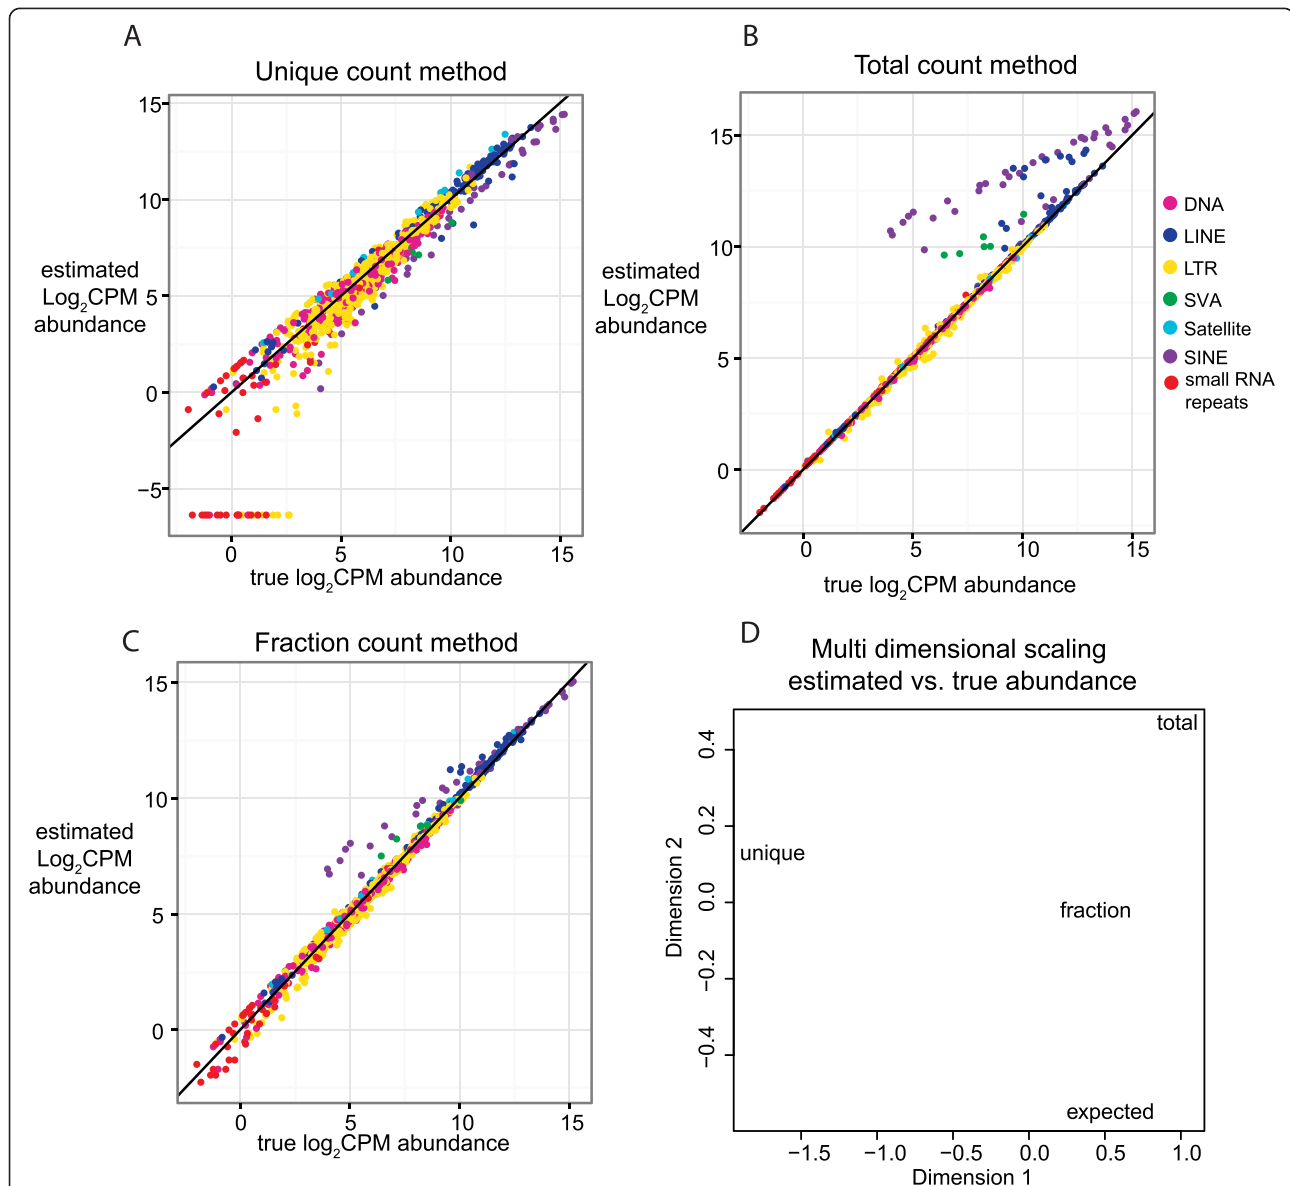 A
Unique count method
15
10
5
0
−5
estimated
Log2CPM
abundance
0 5 10 15
true log2CPM abundance
B
Total count method
15
10
5
0
estimated
Log2CPM
abundance
0 5 10 15
true log2CPM abundance
DNA
LINE
LTR
SVA
Satellite
SINE
small RNA
repeats
C
Fraction count method
15
10
5
0
estimated
Log2CPM
abundance
0 5 10 15
true log2CPM abundance
D
Multi dimensional scaling
estimated vs. true abundance
total
unique
fraction
expected
0.4
0.2
0.0
−0.2
−0.4
Dimension 2
−1.5 −1.0 −0.5 0.0 0.5 1.0
Dimension 1